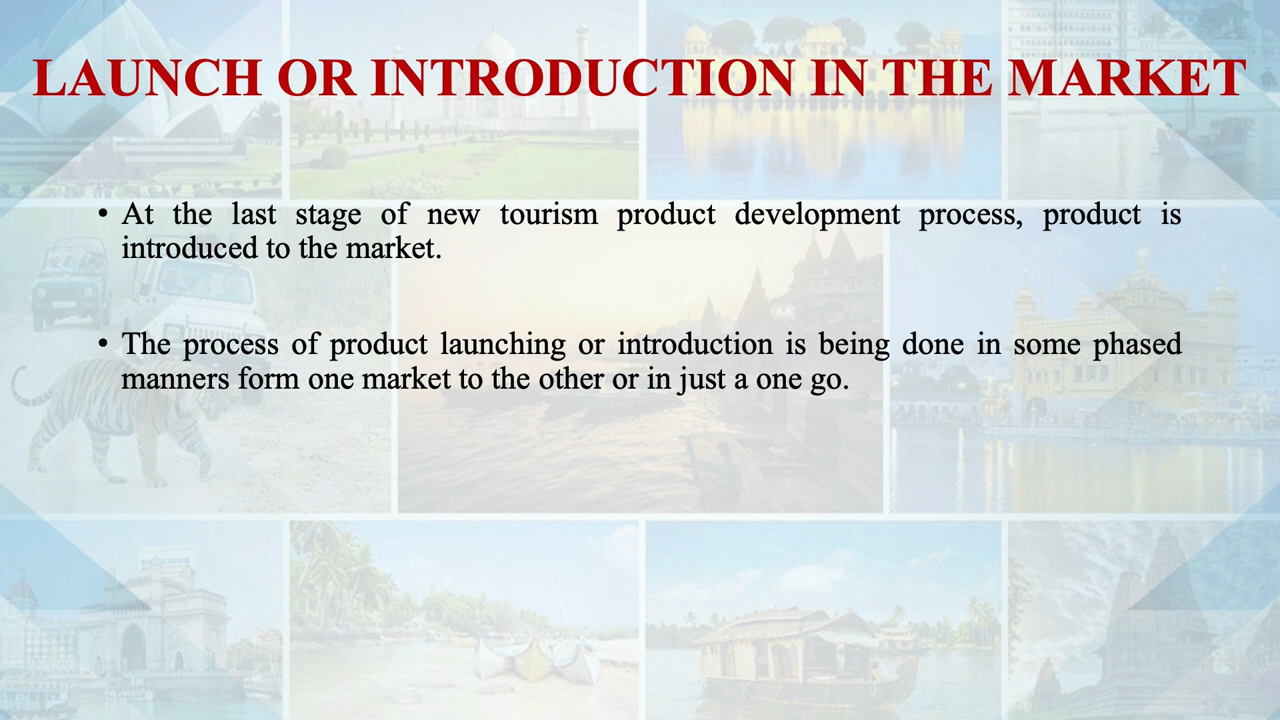 LAUNCH OR INTRODUCTION IN THE MARKET
• At the last stage of new tourism product development process, product is
introduced to the market.
• The process of product launching or introduction is being done in some phased
manners form one market to the other or in just a one go.